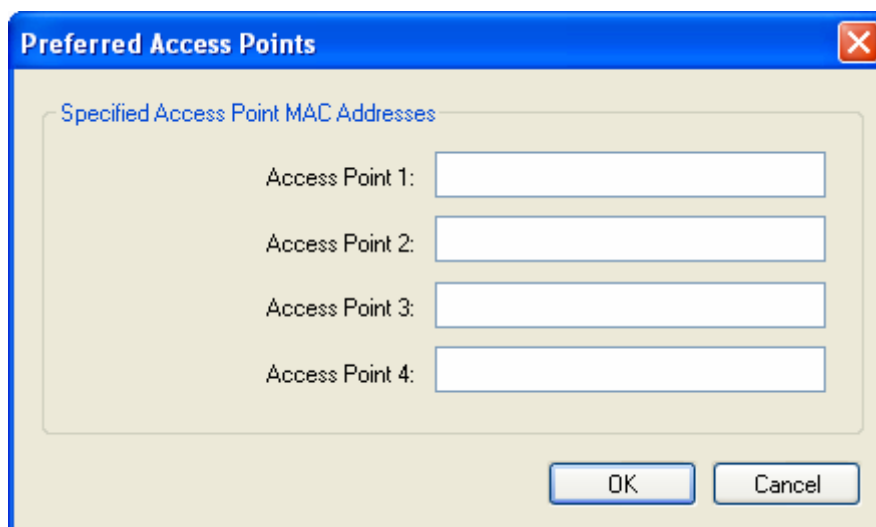 Preferred Access Points
Specified Access Point MAC Addresses
Access Point 1:
Access Point 2:
Access Point 3:
Access Point 4:
OK Cancel